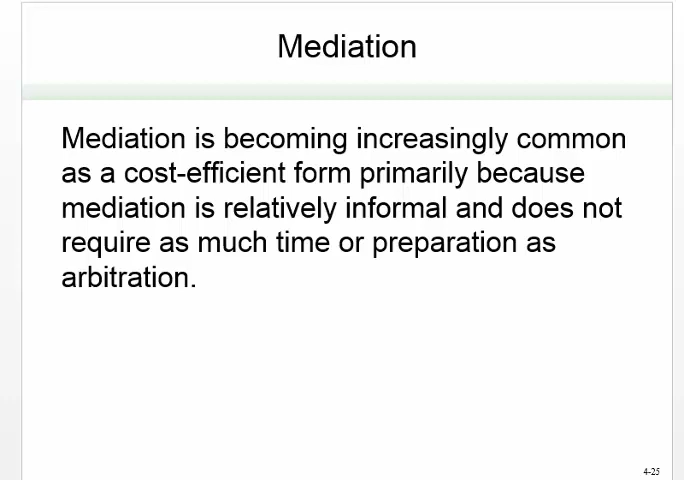 Mediation
Mediation is becoming increasingly common
as a cost-efficient form primarily because
mediation is relatively informal and does not
require as much time or preparation as
arbitration.
4-25